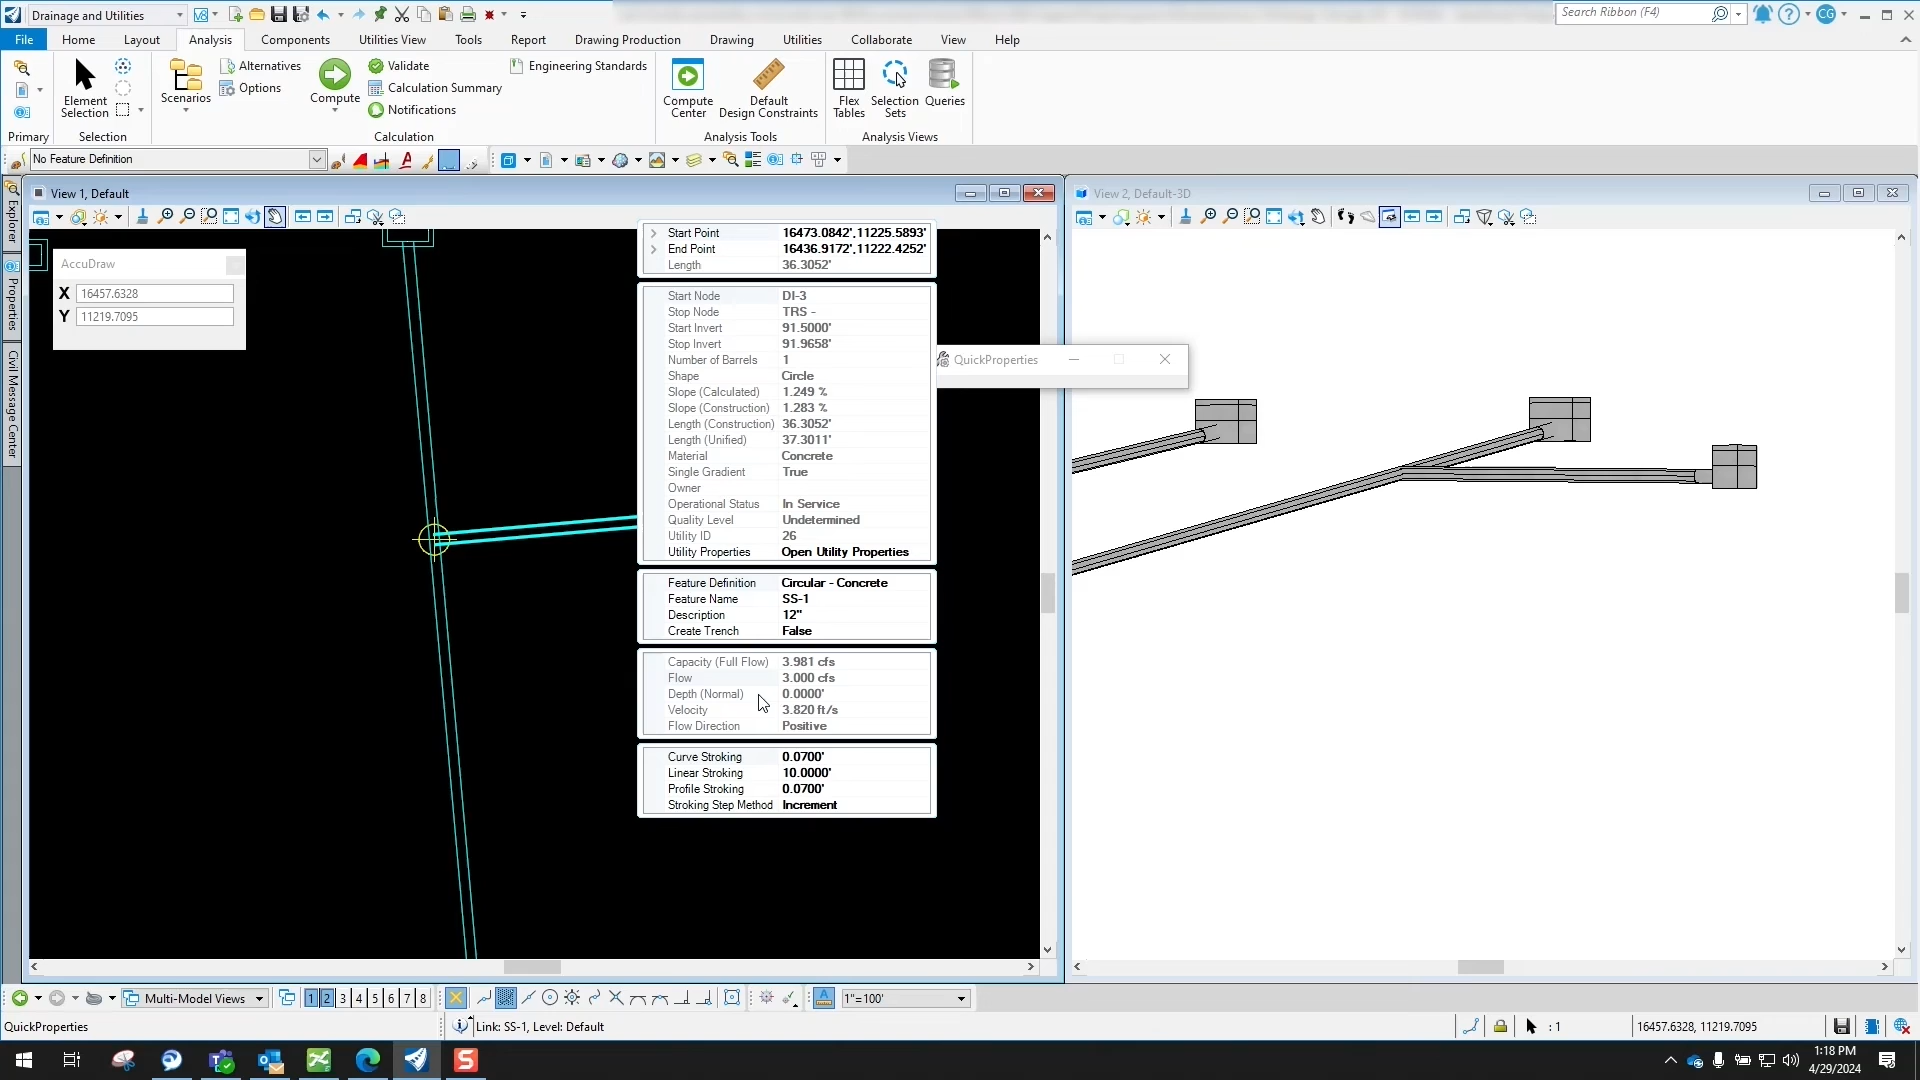 Drainage and Utilities
Search Ribbon (F4)
CG
File
Home
Layout
Analysis
Components
Utilities View
Tools
Report
Drawing Production
Drawing
Utilities
Collaborate
View
Help
Element
Selection
Scenarios
Alternatives
Options
Compute
Validate
Calculation Summary
Notifications
Engineering Standards
Compute
Center
Default
Design Constraints
Flex
Tables
Selection
Sets
Queries
Primary
Selection
Calculation
Analysis Tools
Analysis Views
No Feature Definition
Explorer
Properties
Civil Message Center
View 1, Default
View 2, Default-3D
AccuDraw
X 16457.6328
Y 11219.7095
Start Point 16473.0842',11225.5893'
End Point 16436.9172',11222.4252'
Length 36.3052'
Start Node DI-3
Stop Node TRS -
Start Invert 91.5000'
Stop Invert 91.9658'
Number of Barrels 1
Shape Circle
Slope (Calculated) 1.249 %
Slope (Construction) 1.283 %
Length (Construction) 36.3052'
Length (Unified) 37.3011'
Material Concrete
Single Gradient True
Owner
Operational Status In Service
Quality Level Undetermined
Utility ID 26
Utility Properties Open Utility Properties
Feature Definition Circular - Concrete
Feature Name SS-1
Description 12"
Create Trench False
Capacity (Full Flow) 3.981 cfs
Flow 3.000 cfs
Depth (Normal) 0.0000'
Velocity 3.820 ft/s
Flow Direction Positive
Curve Stroking 0.0700'
Linear Stroking 10.0000'
Profile Stroking 0.0700'
Stroking Step Method Increment
QuickProperties
Multi-Model Views
1 2 3 4 5 6 7 8
1"=100'
QuickProperties
Link: SS-1, Level: Default
: 1
16457.6328, 11219.7095
1:18 PM
4/29/2024